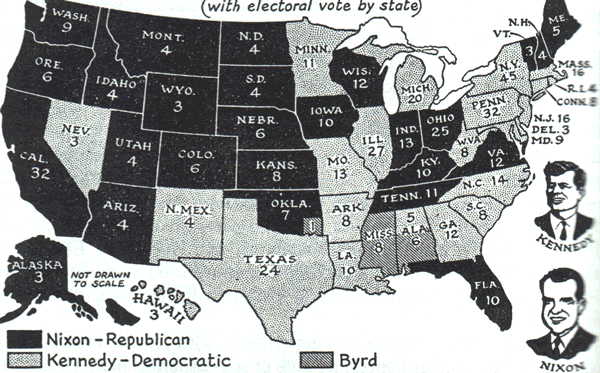 (with electoral vote by state)
WASH.
9
ORE.
6
CAL.
32
NEV.
3
IDAHO
4
MONT.
4
WYO.
3
UTAH
4
COLO.
6
ARIZ.
4
N.MEX.
4
N.D.
4
S.D.
4
NEBR.
6
KANS.
8
OKLA.
7
1
TEXAS
24
MINN.
11
IOWA
10
MO.
13
ARK.
8
LA.
10
WIS.
12
ILL.
27
MICH.
20
IND.
13
OHIO
25
KY.
10
TENN. 11
MISS.
8
5
ALA.
6
GA.
12
FLA.
10
S.C.
8
N.C. 14
VA.
12
W.VA.
8
PENN.
32
N.Y.
45
VT.
3
N.H.
4
ME.
5
MASS.
16
R.I.4
CONN.8
N.J. 16
DEL. 3
MD. 9
ALASKA
3
NOT DRAWN
TO SCALE
HAWAII
3
KENNEDY
NIXON
Nixon – Republican
Kennedy – Democratic
Byrd